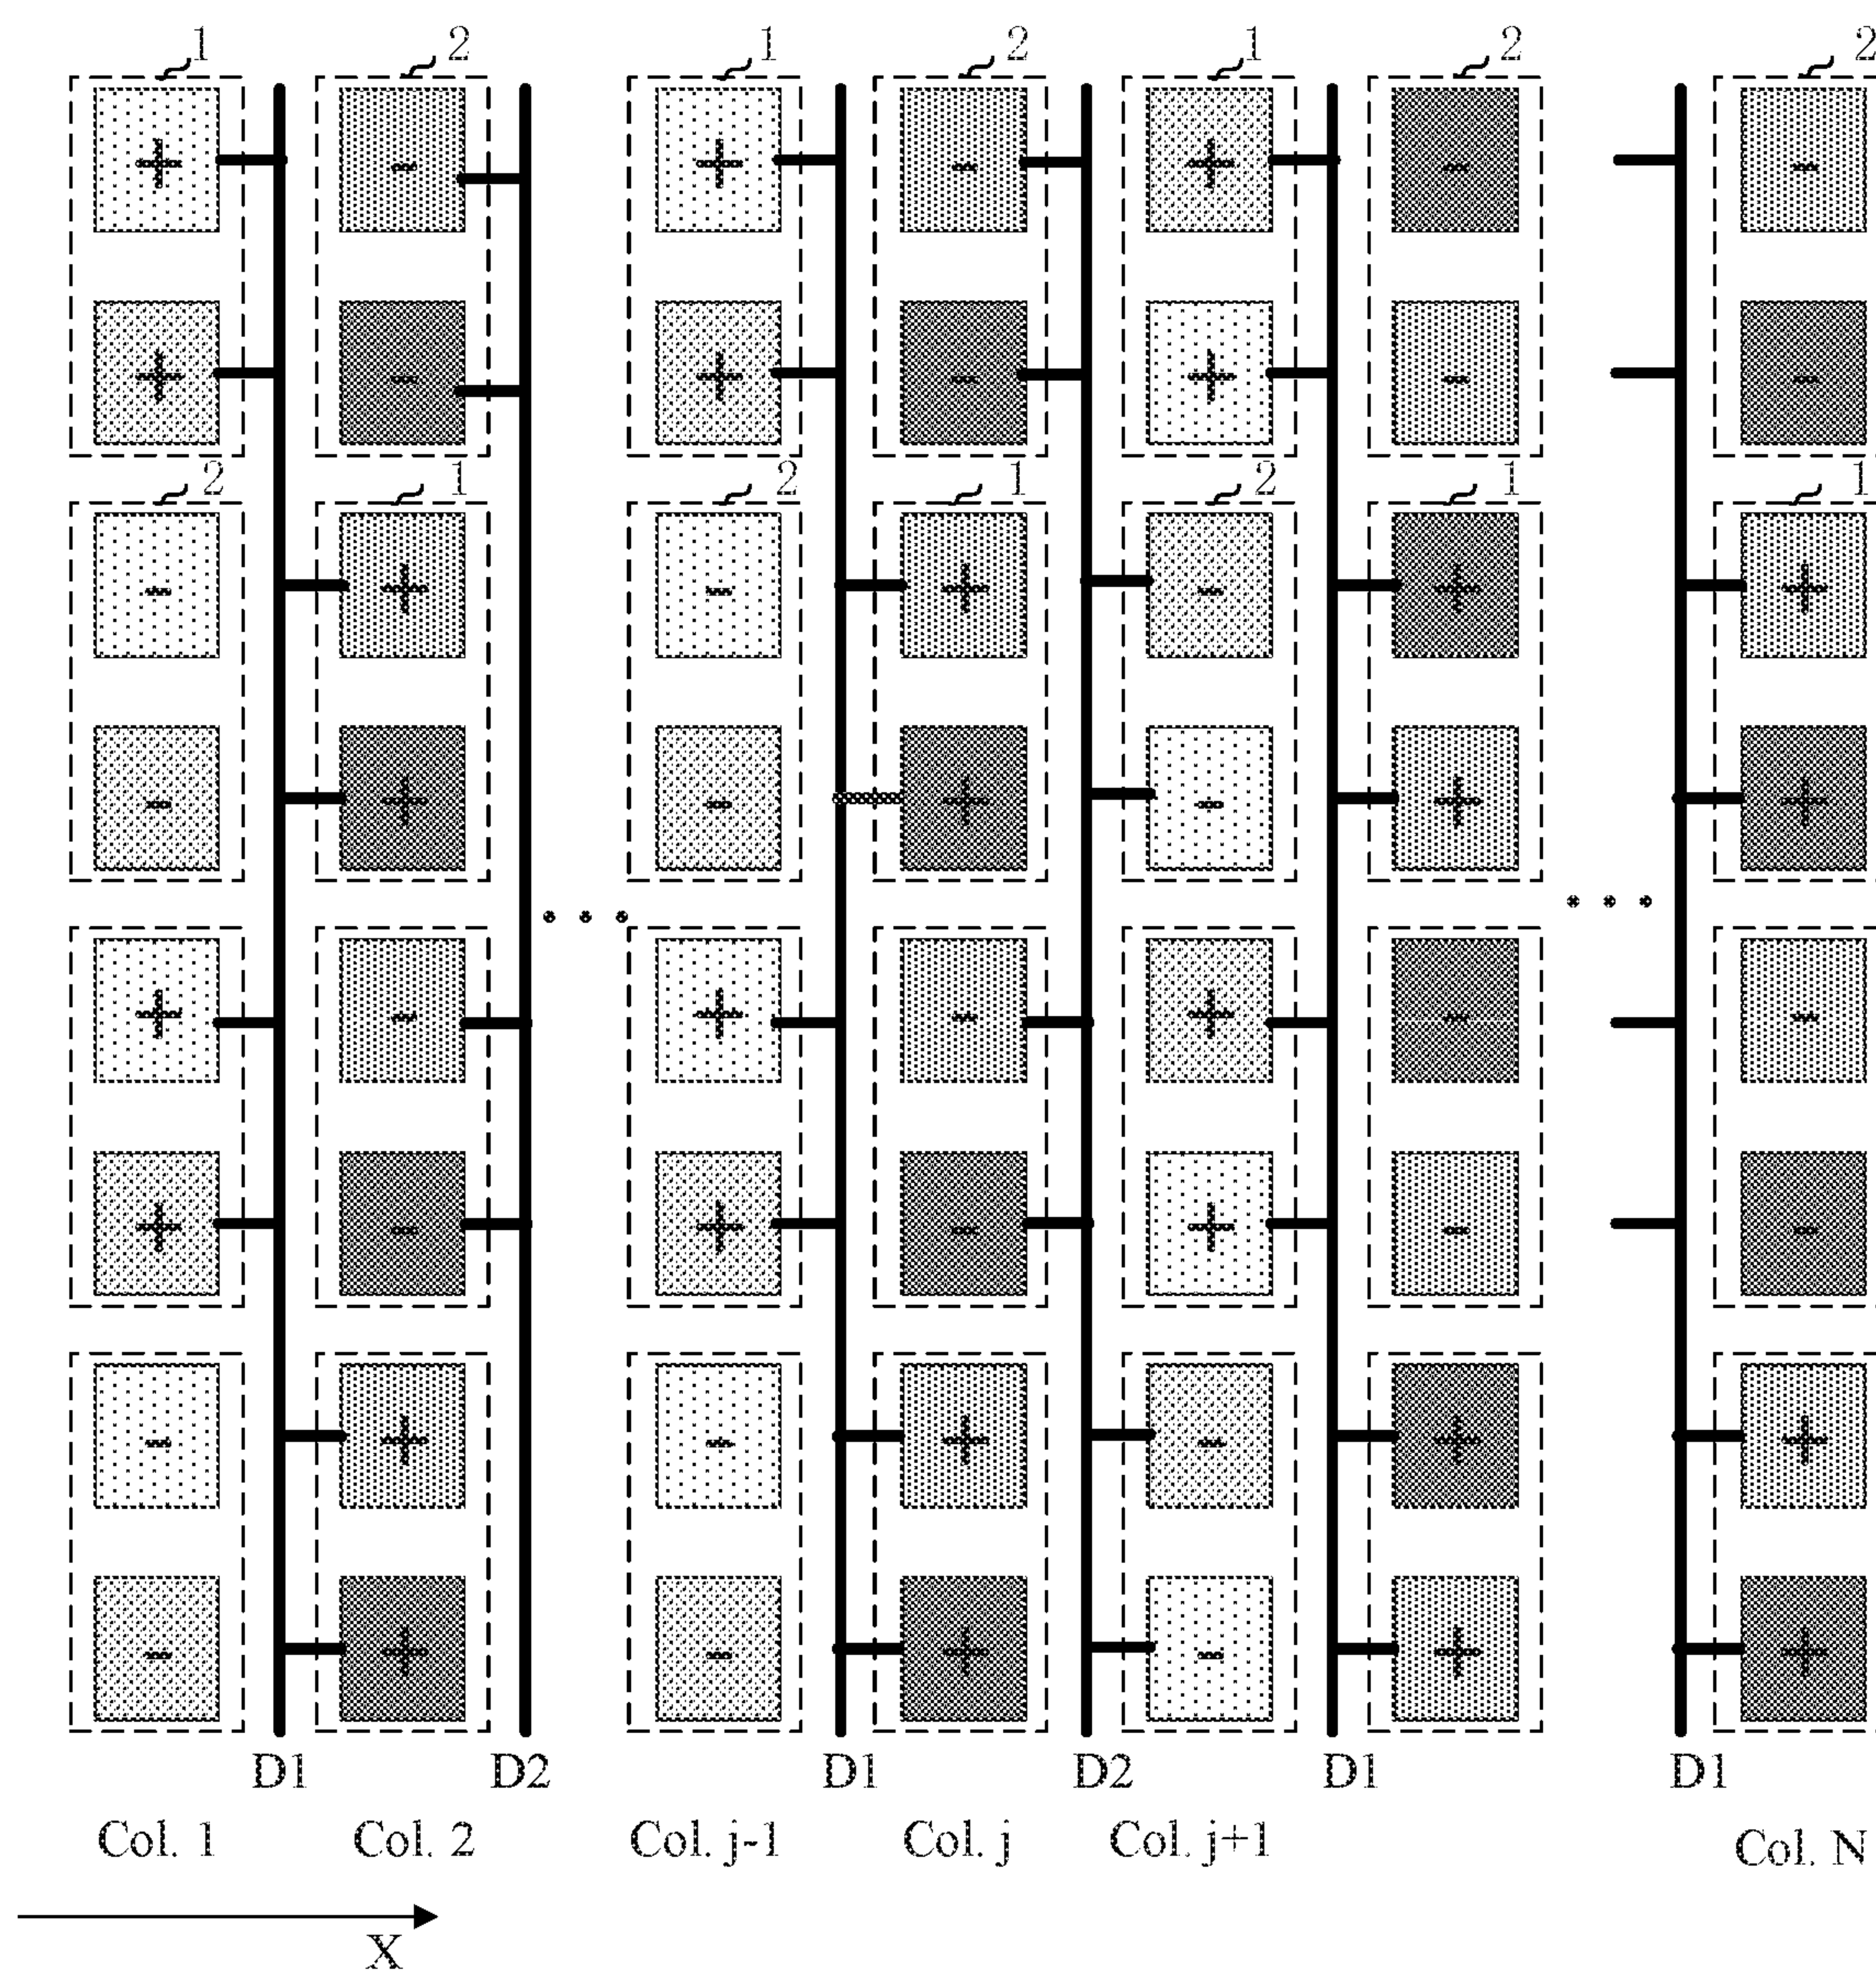 1 2 1 2 1 2 2
+ - + - + - -
+ - + - + - -
2 1 2 1 2 1 1
- + - + - + +
- + - + - + +
. . . . . .
+ - + - + - -
+ - + - + - -
- + - + - + +
- + - + - + +
D1 D2 D1 D2 D1 D1
Col. 1 Col. 2 Col. j-1 Col. j Col. j+1 Col. N
X